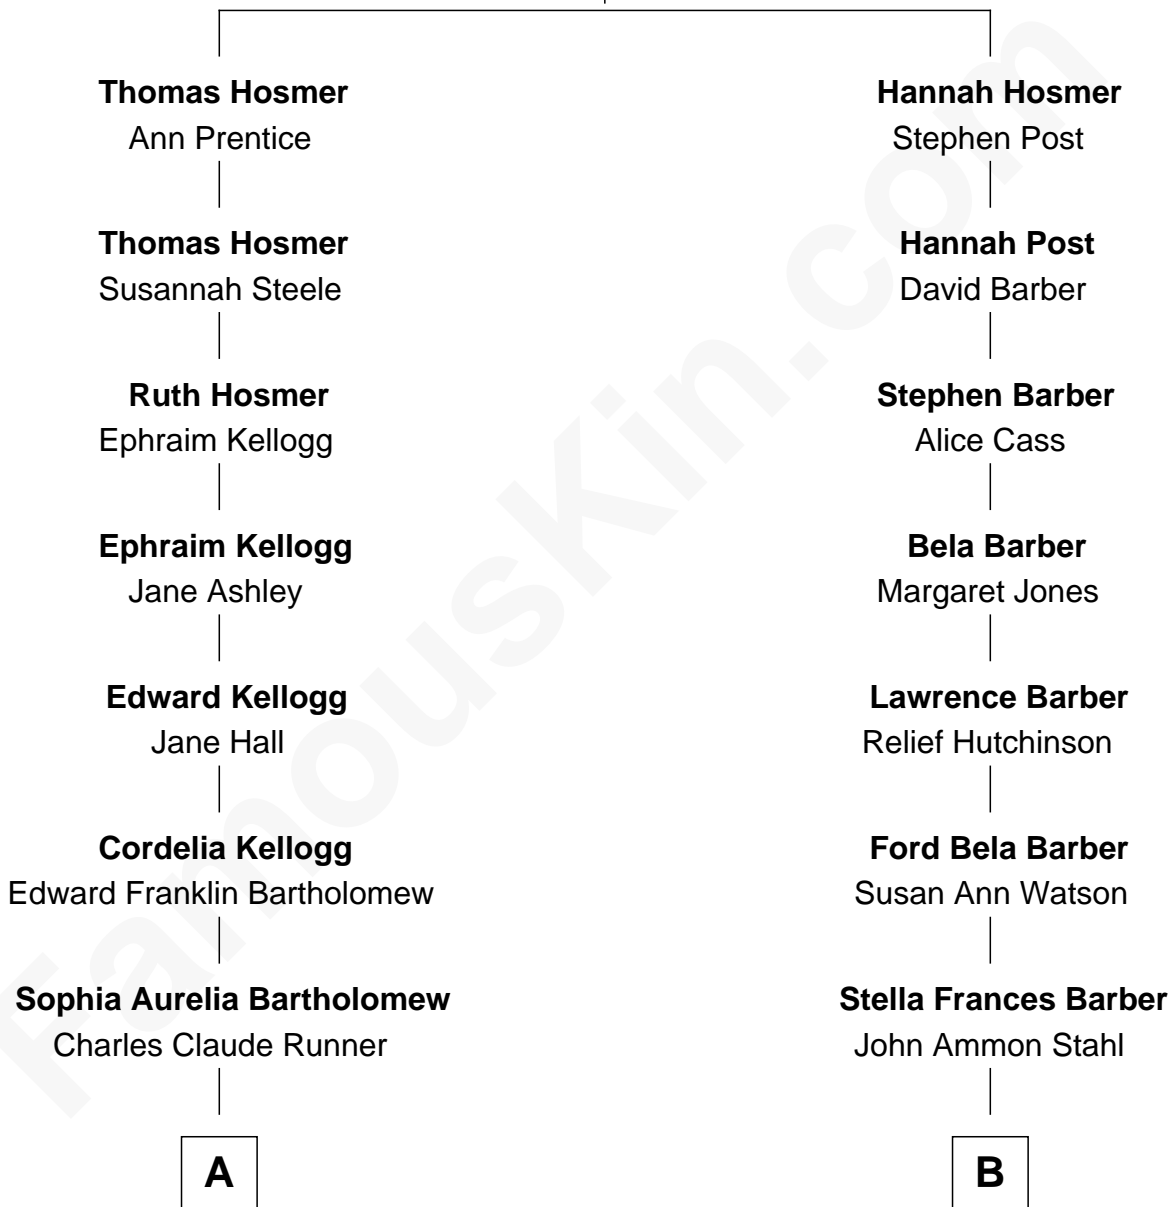 Thomas Hosmer
Ann Prentice
Thomas Hosmer
Susannah Steele
Ruth Hosmer
Ephraim Kellogg
Ephraim Kellogg
Jane Ashley
Edward Kellogg
Jane Hall
Cordelia Kellogg
Edward Franklin Bartholomew
Sophia Aurelia Bartholomew
Charles Claude Runner
A
Hannah Hosmer
Stephen Post
Hannah Post
David Barber
Stephen Barber
Alice Cass
Bela Barber
Margaret Jones
Lawrence Barber
Relief Hutchinson
Ford Bela Barber
Susan Ann Watson
Stella Frances Barber
John Ammon Stahl
B
FamousKin.com